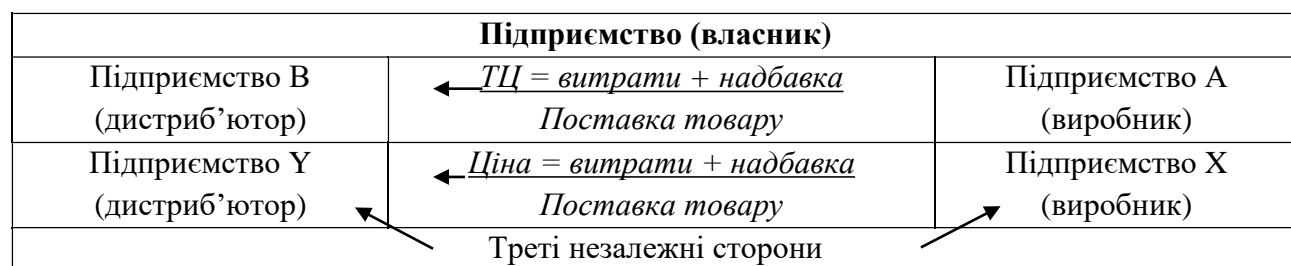 Підприємство (власник)
Підприємство В ТЦ = витрати + надбавка Підприємство А
(дистриб’ютор) Поставка товару (виробник)
Підприємство Y Ціна = витрати + надбавка Підприємство X
(дистриб’ютор) Поставка товару (виробник)
Треті незалежні сторони